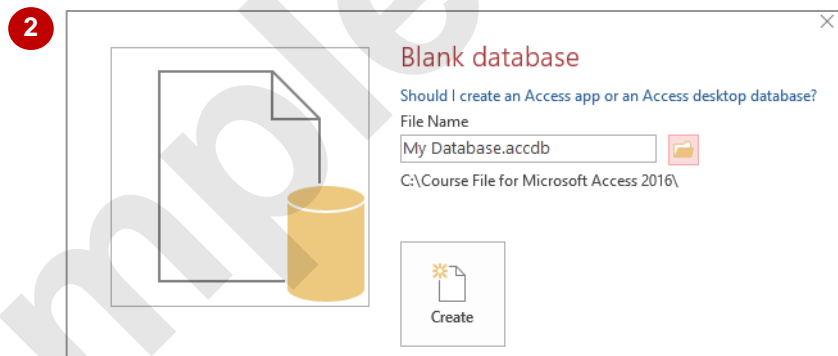 2
Blank database
Should I create an Access app or an Access desktop database?
File Name
My Database.accdb
C:\Course File for Microsoft Access 2016\
Create
mple